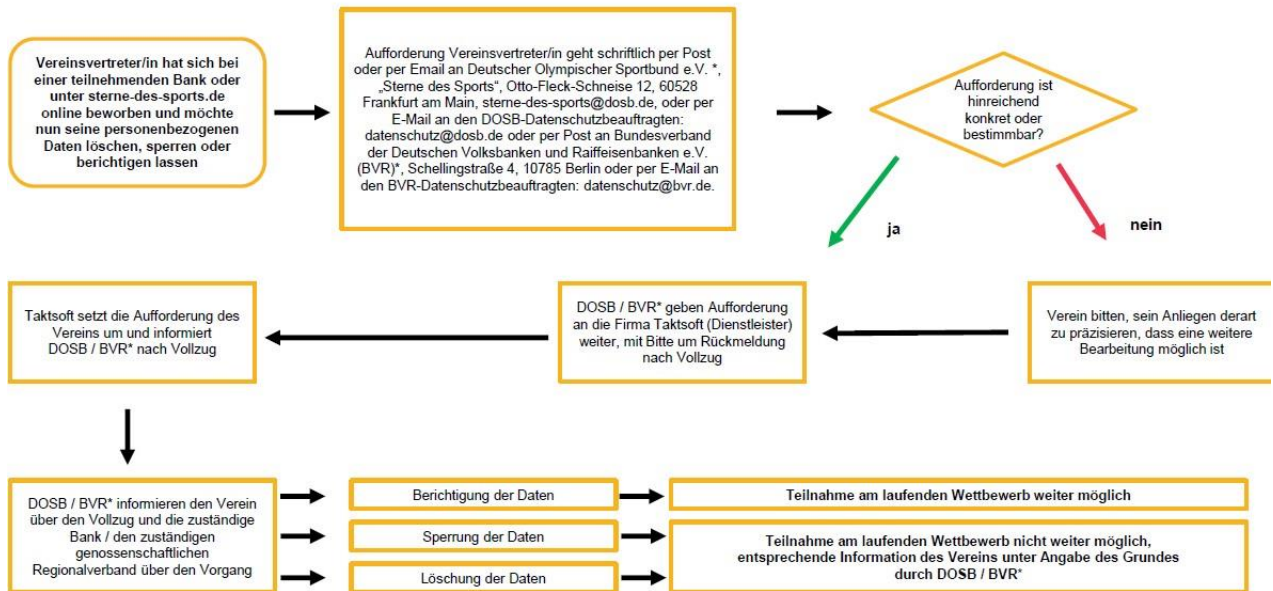 Vereinsvertreter/in hat sich bei
einer teilnehmenden Bank oder
unter sterne-des-sports.de
online beworben und möchte
nun seine personenbezogenen
Daten löschen, sperren oder
berichtigen lassen
Aufforderung Vereinsvertreter/in geht schriftlich per Post
oder per Email an Deutscher Olympischer Sportbund e.V. *,
„Sterne des Sports“, Otto-Fleck-Schneise 12, 60528
Frankfurt am Main, sterne-des-sports@dosb.de, oder per
E-Mail an den DOSB-Datenschutzbeauftragten:
datenschutz@dosb.de oder per Post an Bundesverband
der Deutschen Volksbanken und Raiffeisenbanken e.V.
(BVR)*, Schellingstraße 4, 10785 Berlin oder per E-Mail an
den BVR-Datenschutzbeauftragten: datenschutz@bvr.de.
Aufforderung ist
hinreichend
konkret oder
bestimmbar?
ja
nein
Taktsoft setzt die Aufforderung des
Vereins um und informiert
DOSB / BVR* nach Vollzug
DOSB / BVR* geben Aufforderung
an die Firma Taktsoft (Dienstleister)
weiter, mit Bitte um Rückmeldung
nach Vollzug
Verein bitten, sein Anliegen derart
zu präzisieren, dass eine weitere
Bearbeitung möglich ist
DOSB / BVR* informieren den Verein
über den Vollzug und die zuständige
Bank / den zuständigen
genossenschaftlichen
Regionalverband über den Vorgang
Berichtigung der Daten
Teilnahme am laufenden Wettbewerb weiter möglich
Sperrung der Daten
Löschung der Daten
Teilnahme am laufenden Wettbewerb nicht weiter möglich,
entsprechende Information des Vereins unter Angabe des Grundes
durch DOSB / BVR*